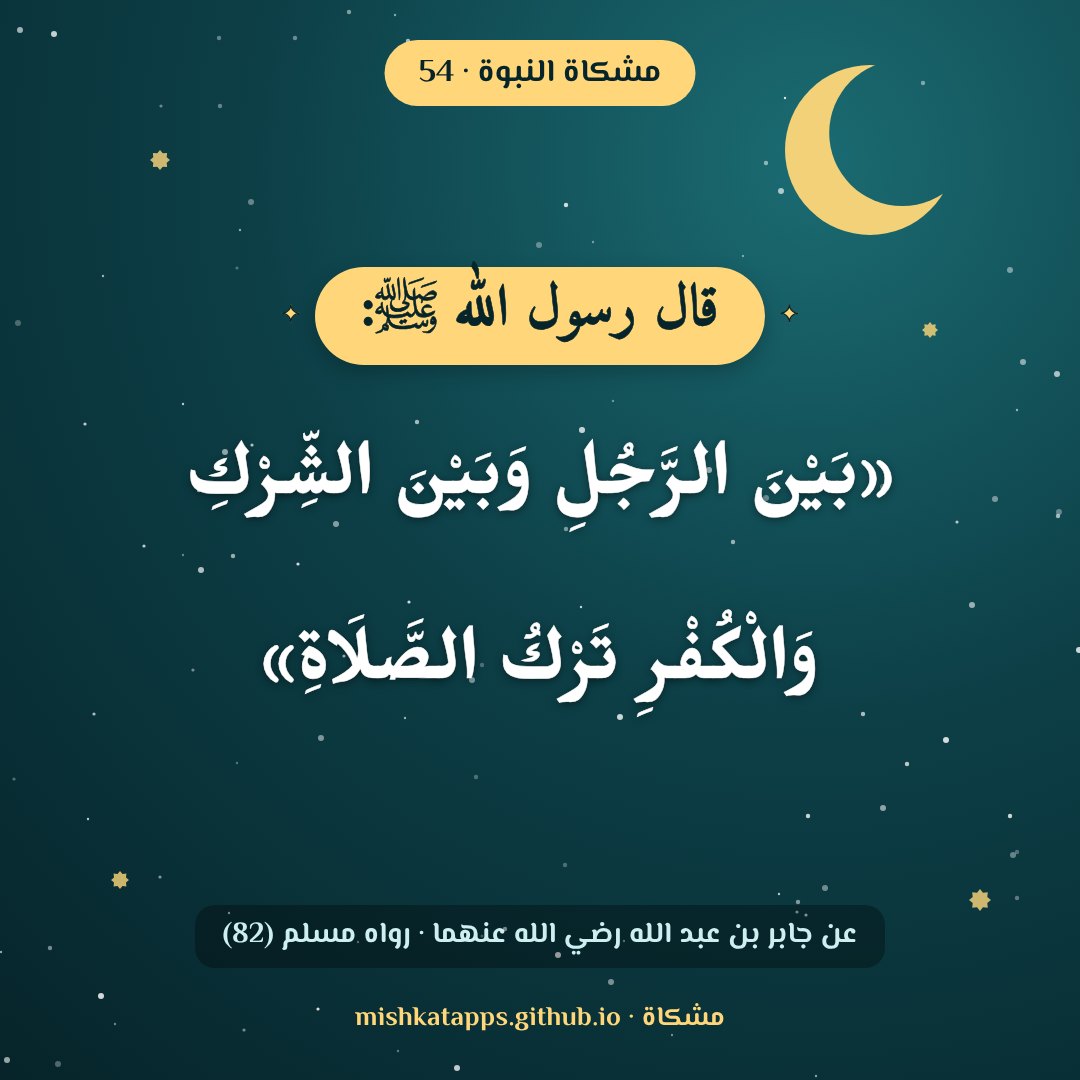 مشكاة النبوة · 54
قال رسول الله ﷺ:
«بَيْنَ الرَّجُلِ وَبَيْنَ الشِّرْكِ
وَالْكُفْرِ تَرْكُ الصَّلَاةِ»
عن جابر بن عبد الله رضي الله عنهما · رواه مسلم (82)
مشكاة · mishkatapps.github.io